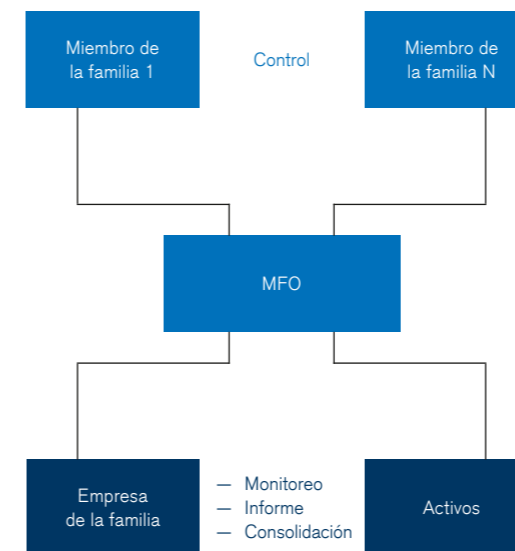 Miembro de
la familia 1
Control
Miembro de
la familia N
MFO
Empresa
de la familia
— Monitoreo
— Informe
— Consolidación
Activos